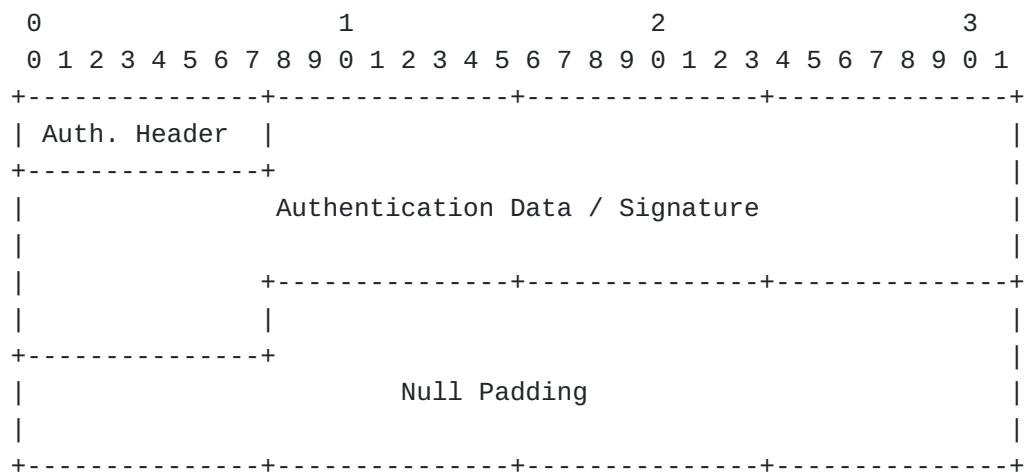 0                   1                   2                   3
 0 1 2 3 4 5 6 7 8 9 0 1 2 3 4 5 6 7 8 9 0 1 2 3 4 5 6 7 8 9 0 1
+---------------+---------------+---------------+---------------+
| Auth. Header  |                                               |
+---------------+                                               |
|                Authentication Data / Signature                |
|                                                               |
|               +---------------+---------------+---------------+
|               |                                               |
+---------------+                                               |
|                        Null Padding                           |
|                                                               |
+---------------+---------------+---------------+---------------+